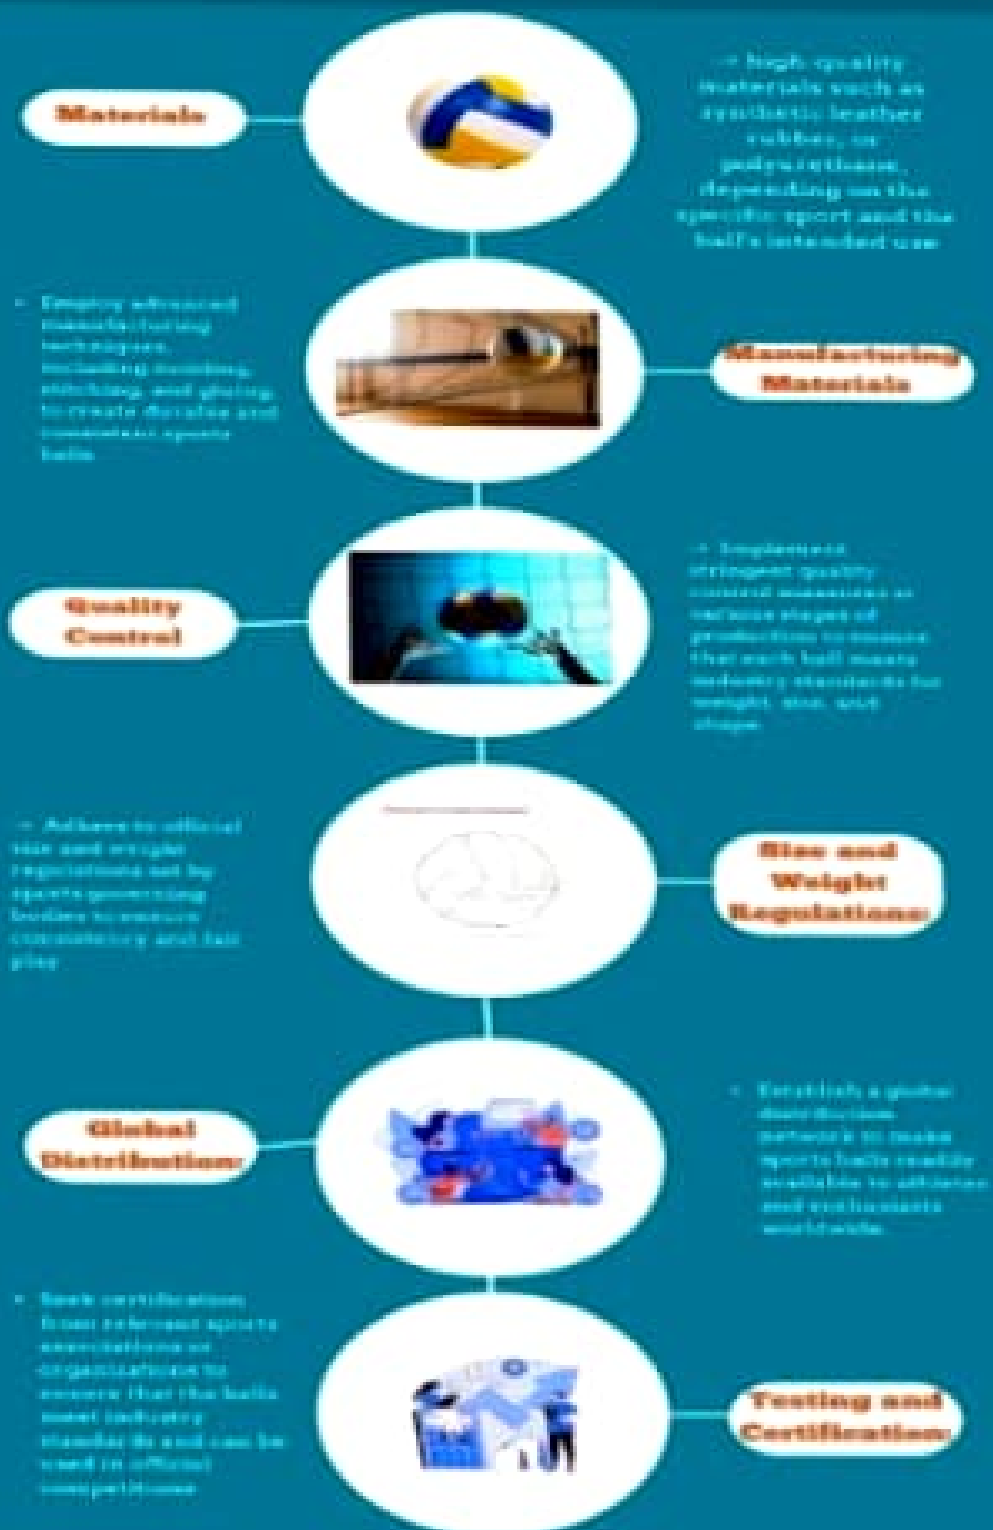 Materials
→ high quality
materials such as
synthetic leather
rubber, or
polyurethane,
depending on the
specific sport and the
ball's intended use
• Employ advanced
manufacturing
techniques,
including molding,
stitching, and gluing,
to create durable and
consistent sports
balls
Manufacturing
Materials
Quality
Control
→ Implement
stringent quality
control measures at
various stages of
production to ensure
that each ball meets
industry standards for
weight, size, and
shape
→ Adhere to official
size and weight
regulations set by
sports governing
bodies to ensure
consistency and fair
play
Size and
Weight
Regulations:
Global
Distribution:
• Establish a global
distribution
network to make
sports balls readily
available to athletes
and enthusiasts
worldwide.
• Seek certification
from relevant sports
associations or
organizations to
ensure that the balls
meet industry
standards and can be
used in official
competitions
Testing and
Certification: